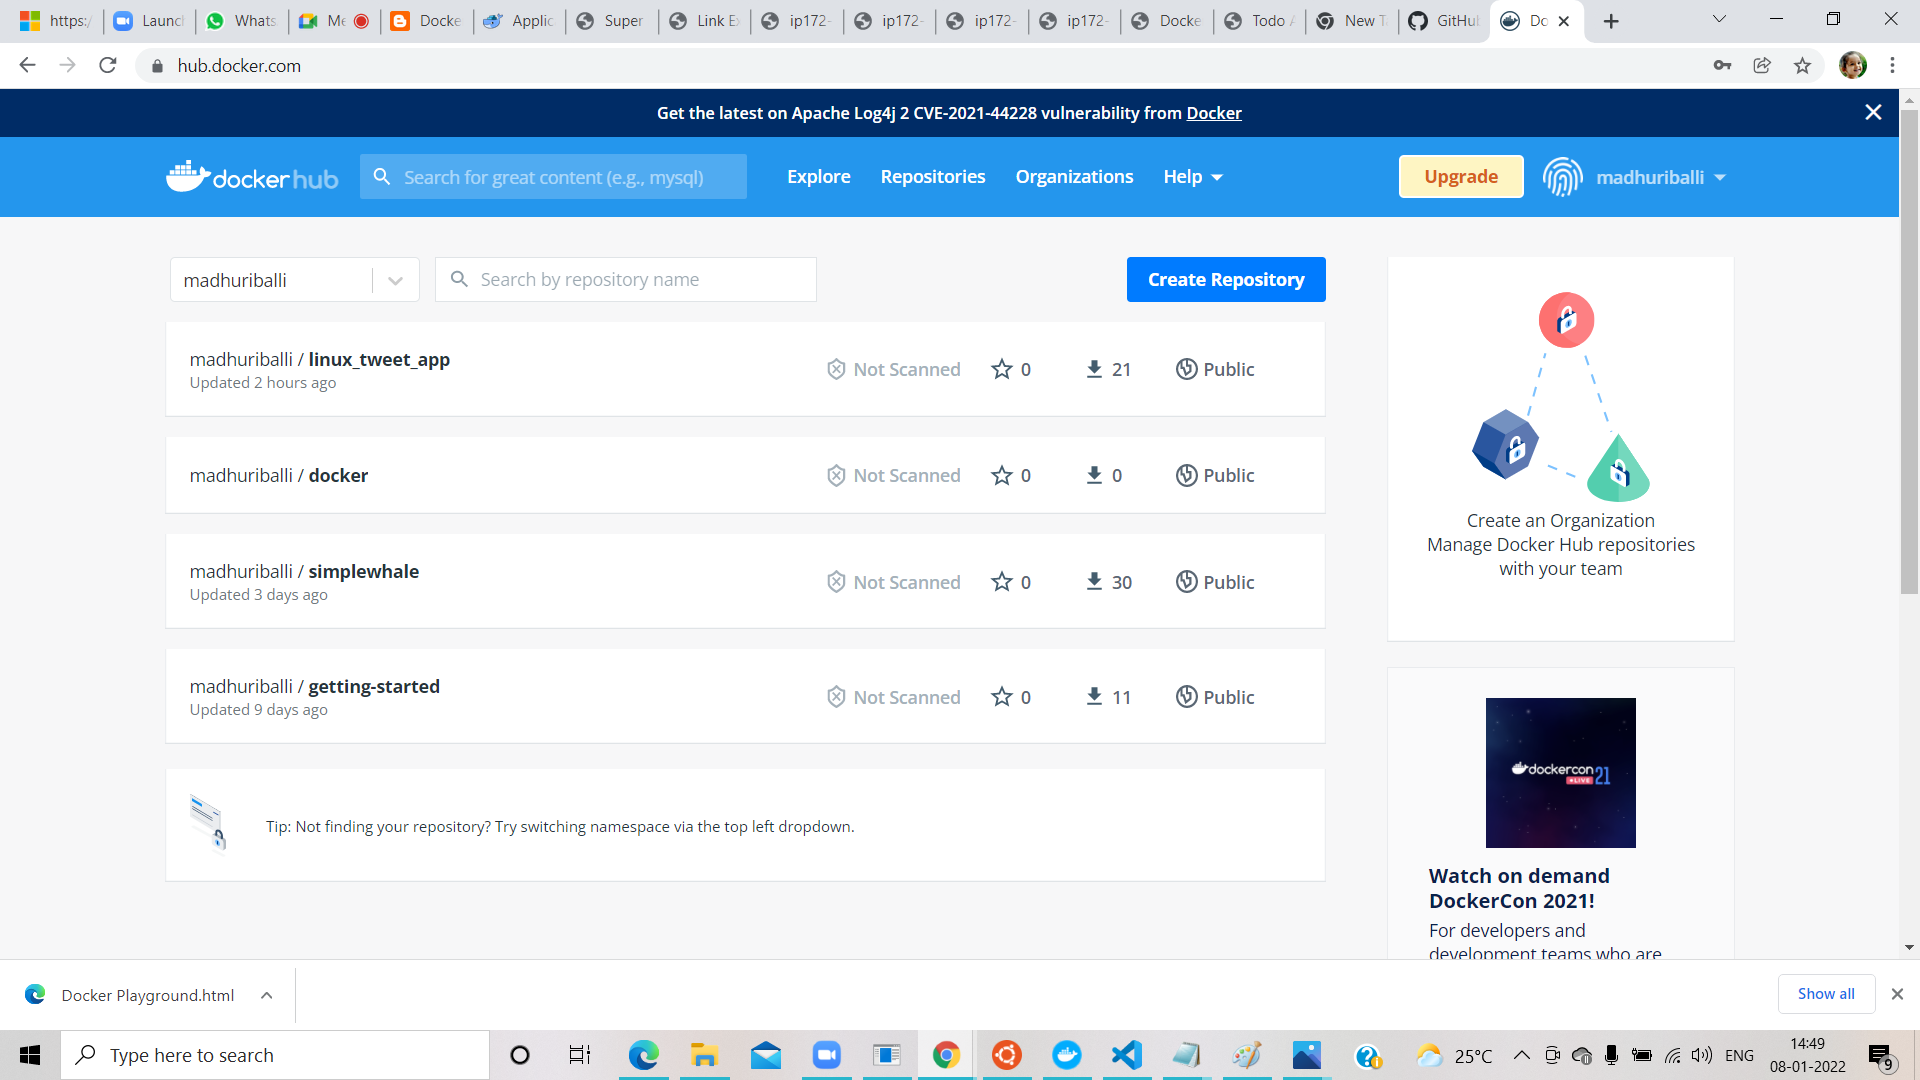 https:/
Launch
Whats
Me
Docke
Applic
Super
Link Ex
ip172-
ip172-
ip172-
ip172-
Docke
Todo A
New T
GitHub
Do
hub.docker.com
Get the latest on Apache Log4j 2 CVE-2021-44228 vulnerability from Docker
docker hub
Search for great content (e.g., mysql)
Explore
Repositories
Organizations
Help
Upgrade
madhuriballi
madhuriballi
Search by repository name
Create Repository
madhuriballi / linux_tweet_app
Updated 2 hours ago
Not Scanned
0
21
Public
madhuriballi / docker
Not Scanned
0
0
Public
madhuriballi / simplewhale
Updated 3 days ago
Not Scanned
0
30
Public
madhuriballi / getting-started
Updated 9 days ago
Not Scanned
0
11
Public
Tip: Not finding your repository? Try switching namespace via the top left dropdown.
Create an Organization
Manage Docker Hub repositories
with your team
dockercon
LIVE
21
Watch on demand
DockerCon 2021!
For developers and
development teams who are
Docker Playground.html
Show all
Type here to search
25°C
ENG
14:49
08-01-2022
9